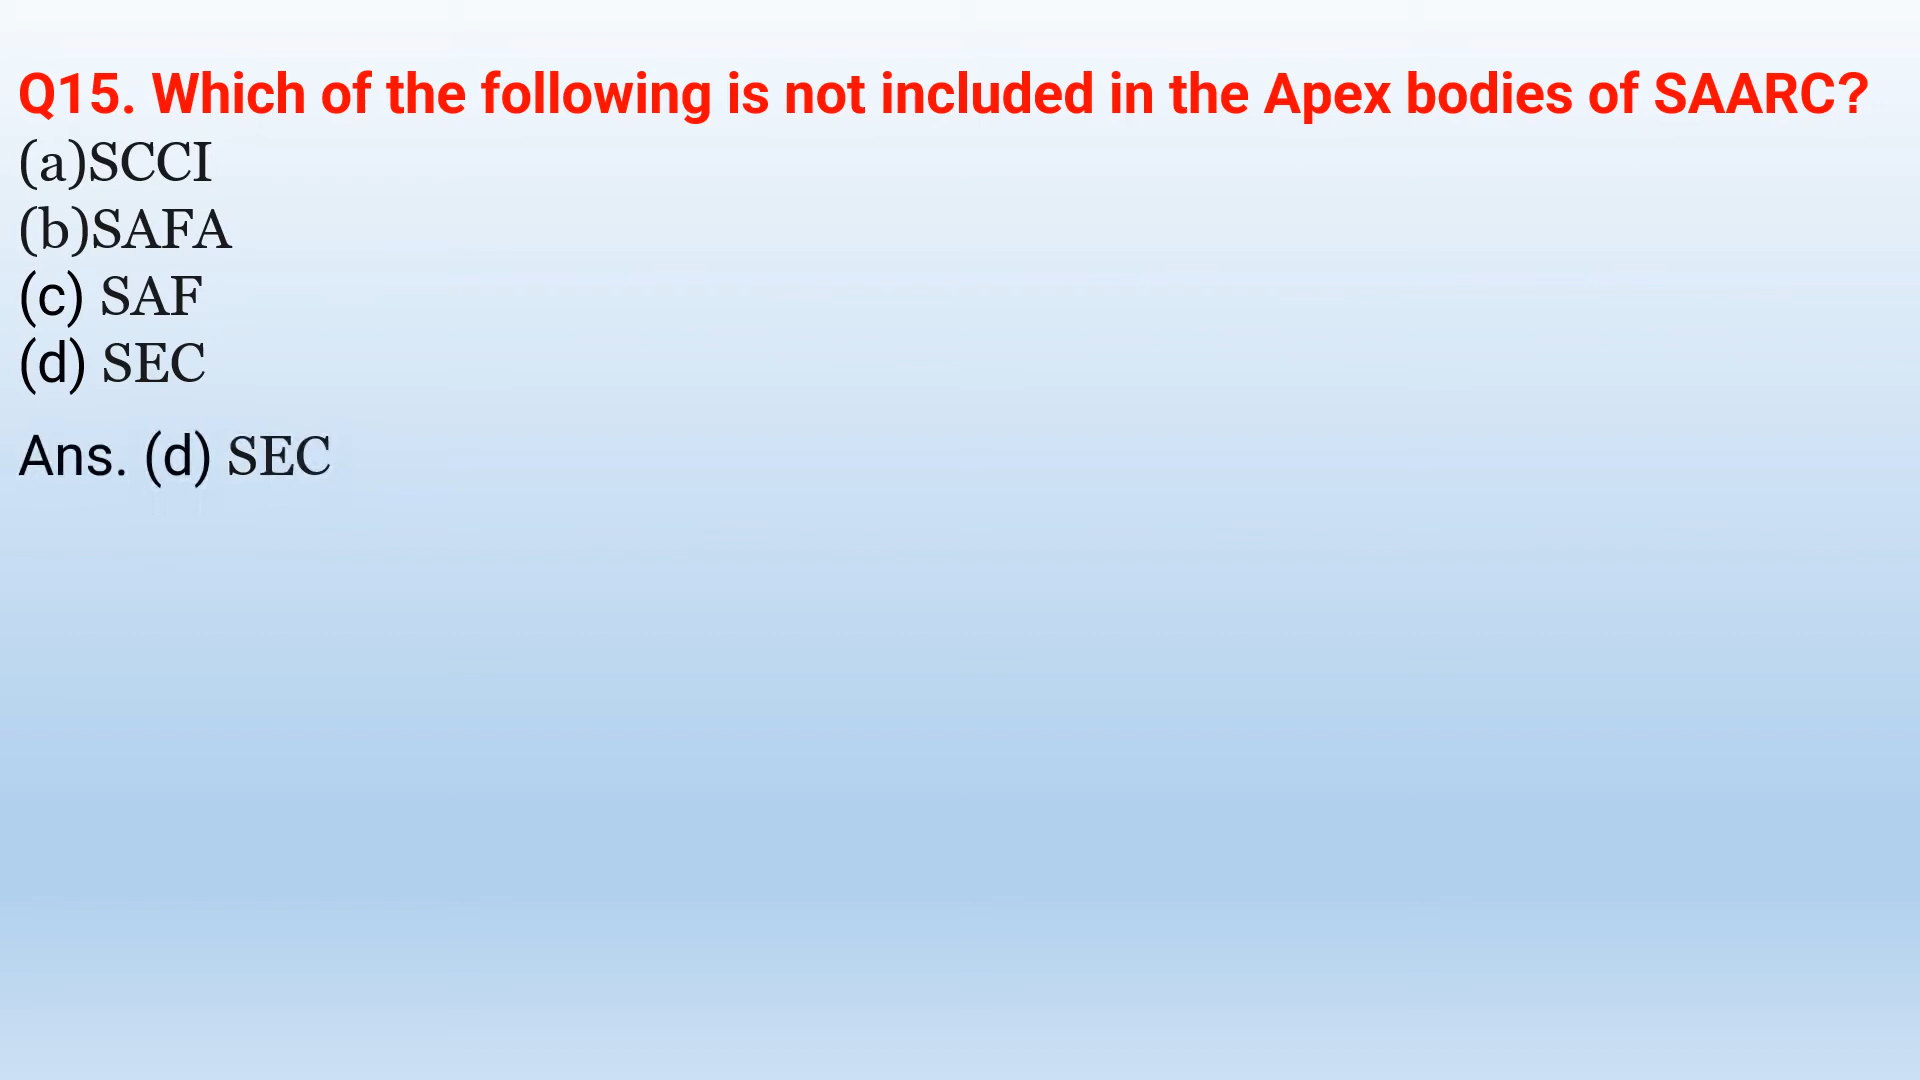 Q15. Which of the following is not included in the Apex bodies of SAARC?
(a)SCCI
(b)SAFA
(c) SAF
(d) SEC
Ans. (d) SEC